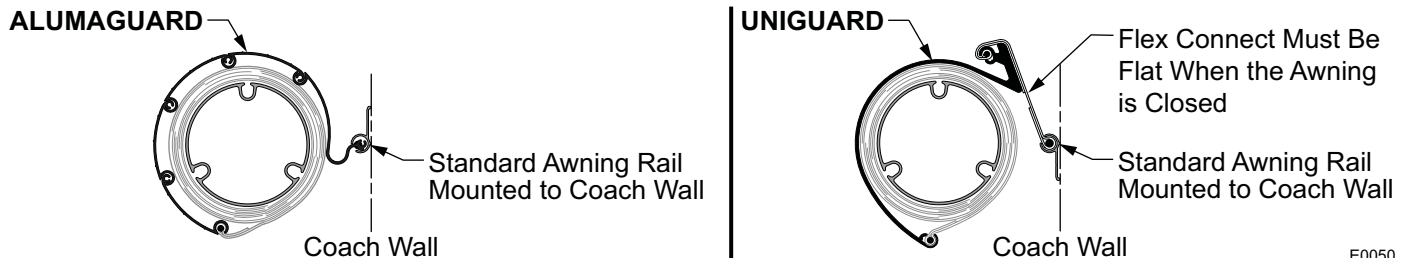 ALUMAGUARD
Standard Awning Rail
Mounted to Coach Wall
Coach Wall
UNIGUARD
Flex Connect Must Be
Flat When the Awning
is Closed
Standard Awning Rail
Mounted to Coach Wall
Coach Wall
E0050